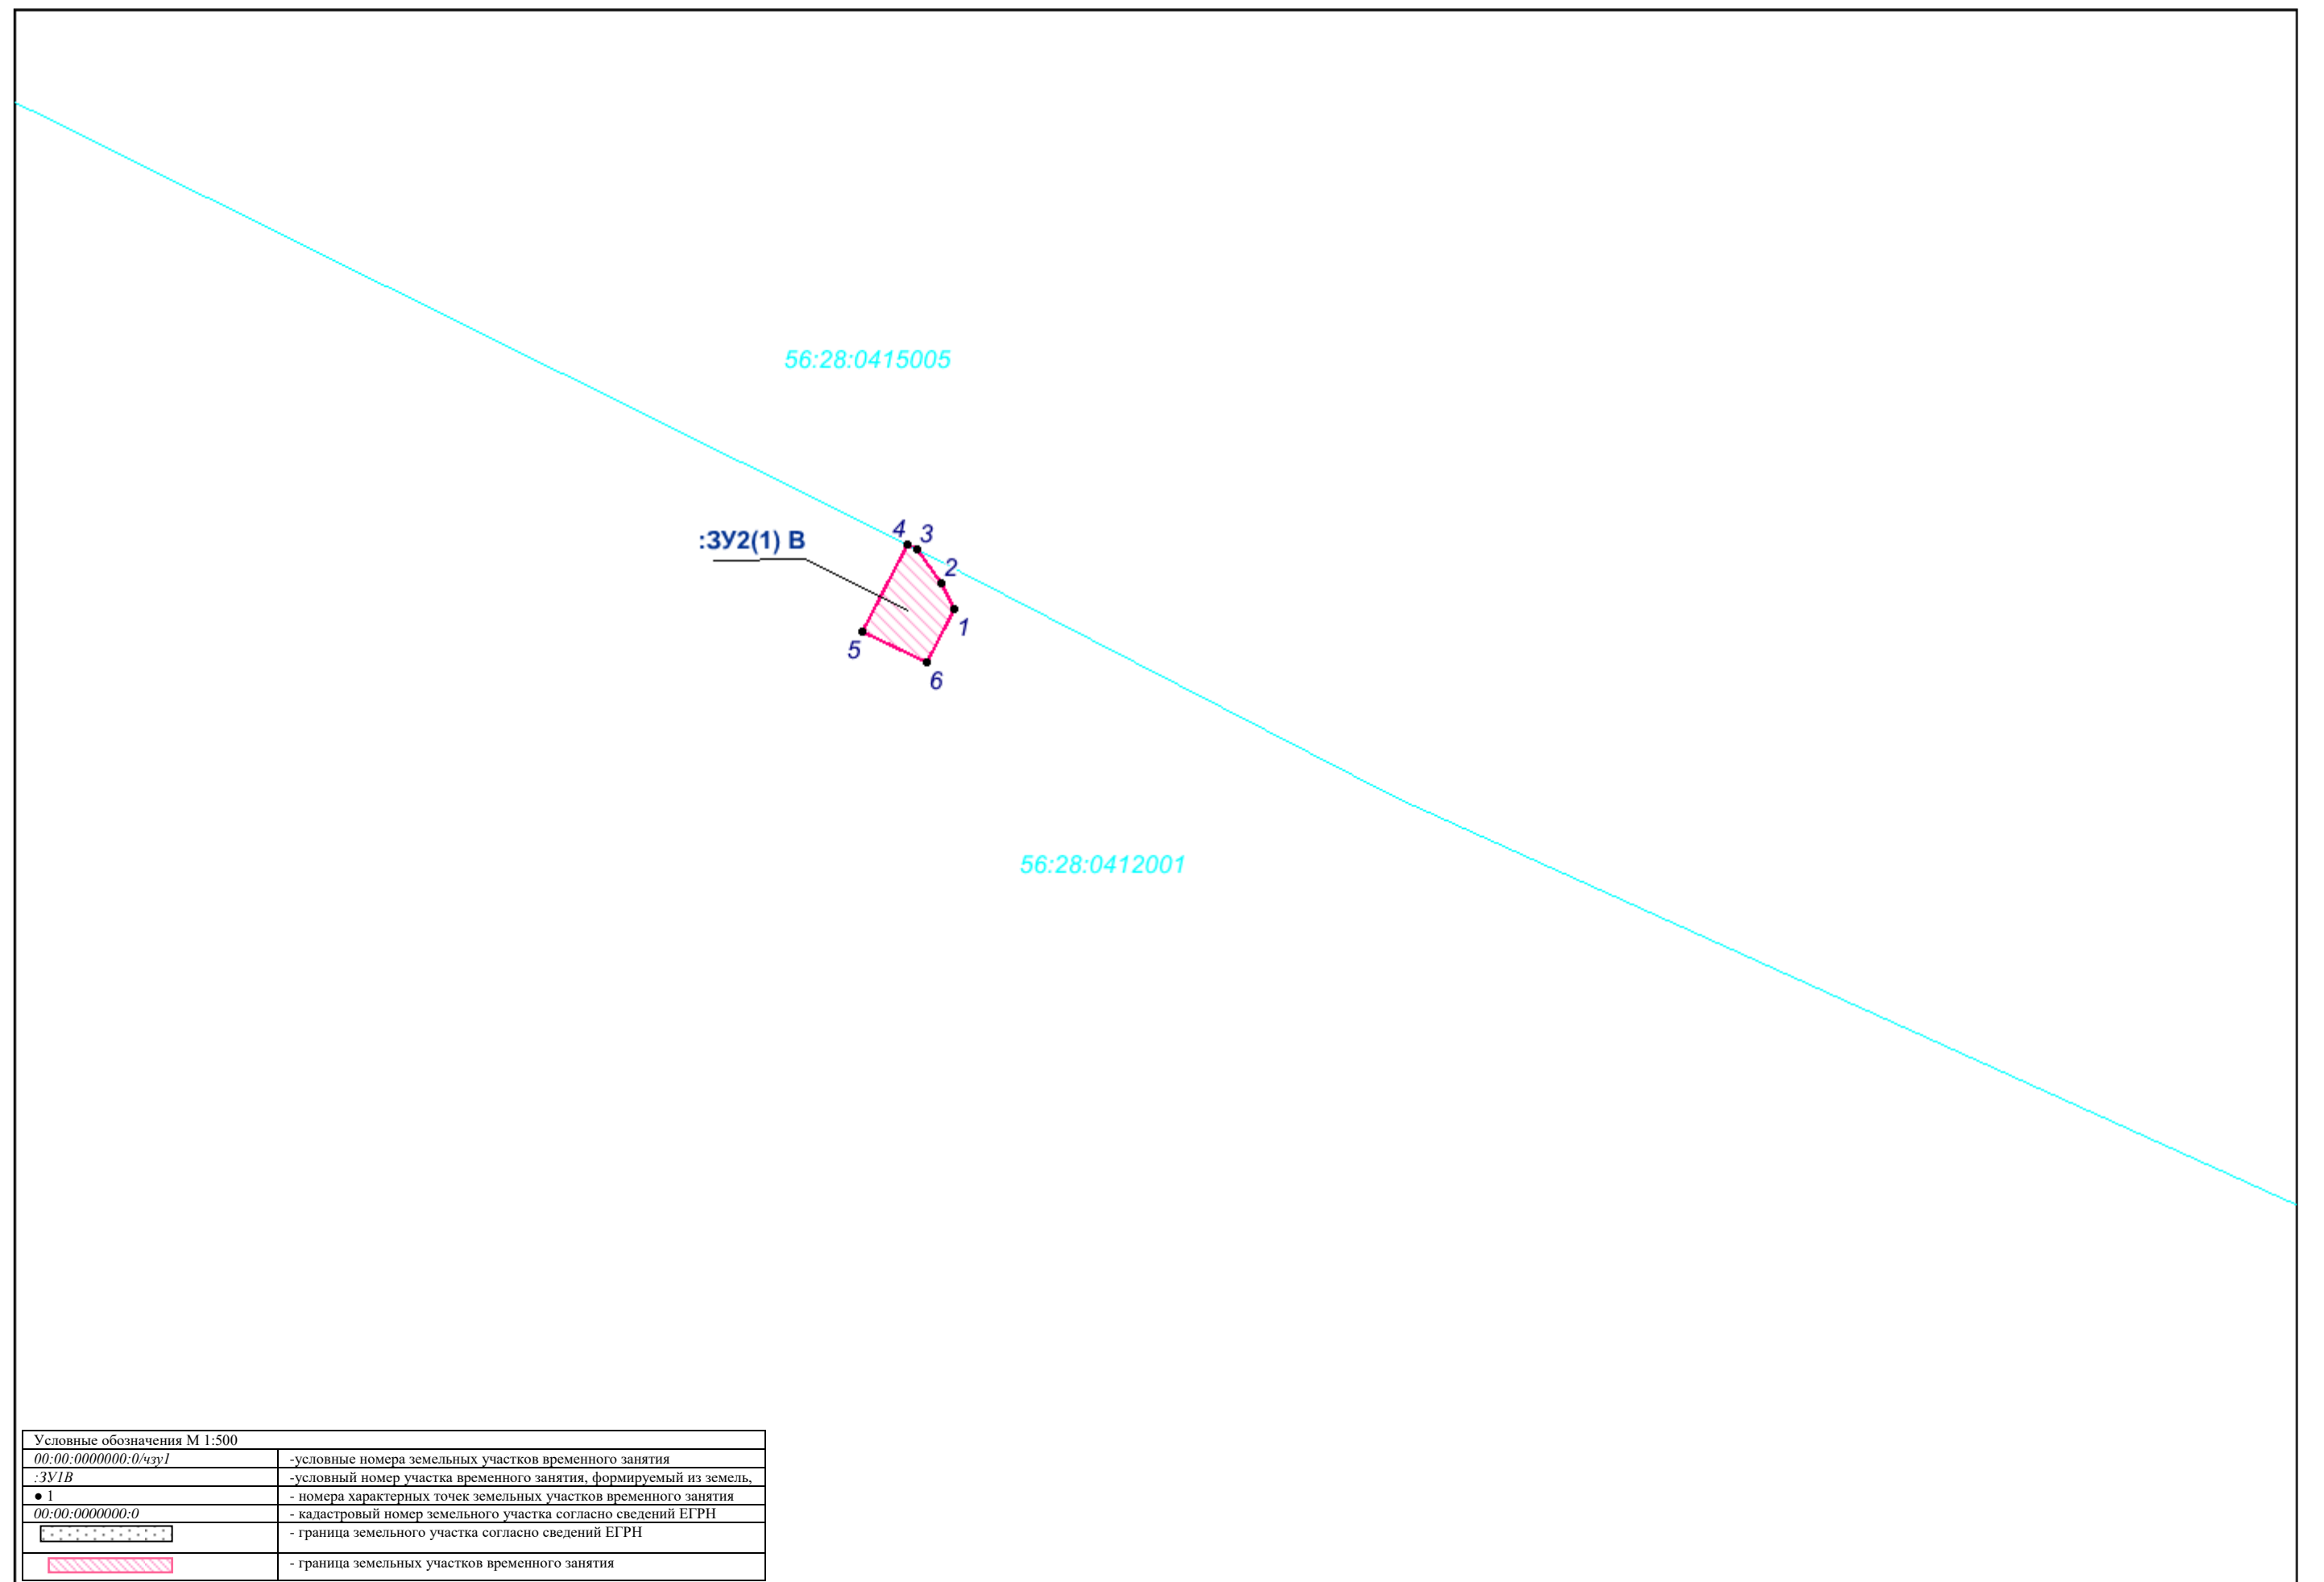 56:28:0415005
:ЗУ2(1) В
4
3
2
1
5
6
56:28:0412001
Условные обозначения М 1:500
00:00:0000000:0/чзу1 -условные номера земельных участков временного занятия
:ЗУ1В -условный номер участка временного занятия, формируемый из земель,
● 1 - номера характерных точек земельных участков временного занятия
00:00:0000000:0 - кадастровый номер земельного участка согласно сведений ЕГРН
- граница земельного участка согласно сведений ЕГРН
- граница земельных участков временного занятия